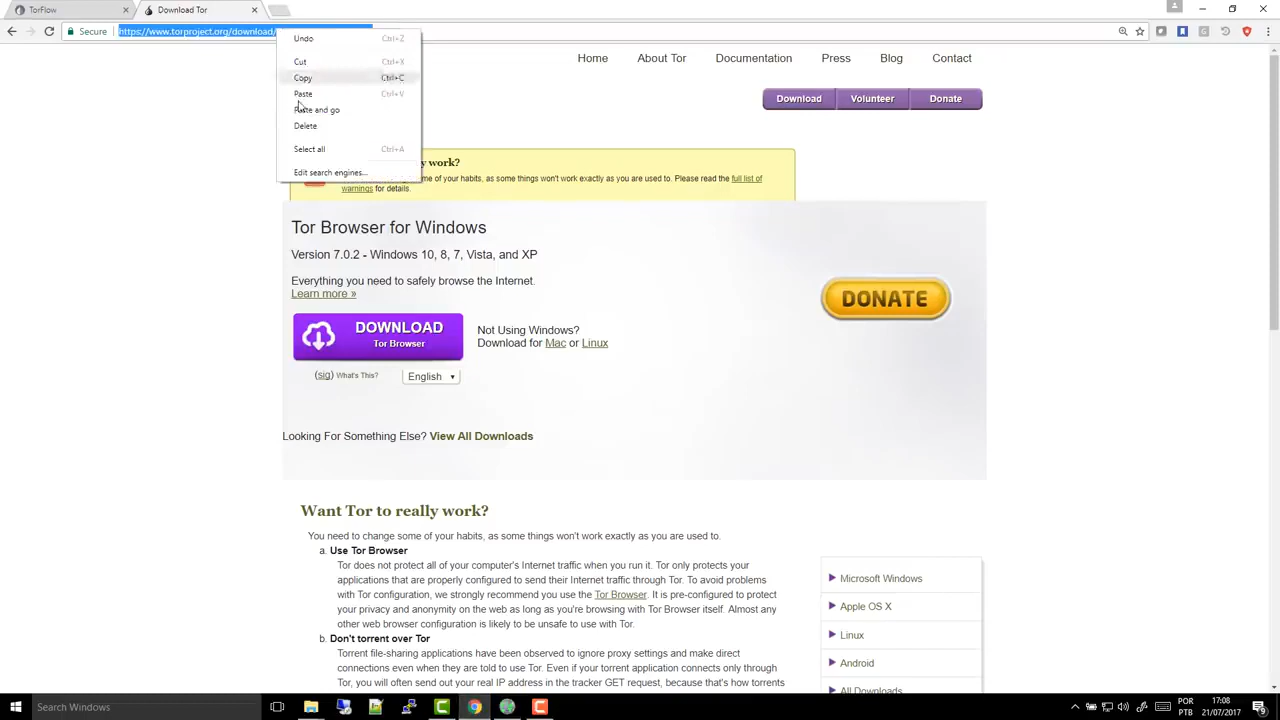 TorFlow
Download Tor
Secure
https://www.torproject.org/download/
Undo Ctrl+Z
Cut Ctrl+X
Copy Ctrl+C
Paste Ctrl+V
Paste and go
Delete
Select all Ctrl+A
Edit search engines...
Home About Tor Documentation Press Blog Contact
Download Volunteer Donate
work?
of your habits, as some things won't work exactly as you are used to. Please read the full list of
warnings for details.
Tor Browser for Windows
Version 7.0.2 - Windows 10, 8, 7, Vista, and XP
Everything you need to safely browse the Internet.
Learn more »
DONATE
DOWNLOAD
Tor Browser
Not Using Windows?
Download for Mac or Linux
(sig) What's This?
English
Looking For Something Else? View All Downloads
Want Tor to really work?
You need to change some of your habits, as some things won't work exactly as you are used to.
a. Use Tor Browser
Tor does not protect all of your computer's Internet traffic when you run it. Tor only protects your
applications that are properly configured to send their Internet traffic through Tor. To avoid problems
with Tor configuration, we strongly recommend you use the Tor Browser. It is pre-configured to protect
your privacy and anonymity on the web as long as you're browsing with Tor Browser itself. Almost any
other web browser configuration is likely to be unsafe to use with Tor.
b. Don't torrent over Tor
Torrent file-sharing applications have been observed to ignore proxy settings and make direct
connections even when they are told to use Tor. Even if your torrent application connects only through
Tor, you will often send out your real IP address in the tracker GET request, because that's how torrents
Microsoft Windows
Apple OS X
Linux
Android
All Downloads
Search Windows
POR
PTB
17:08
21/07/2017